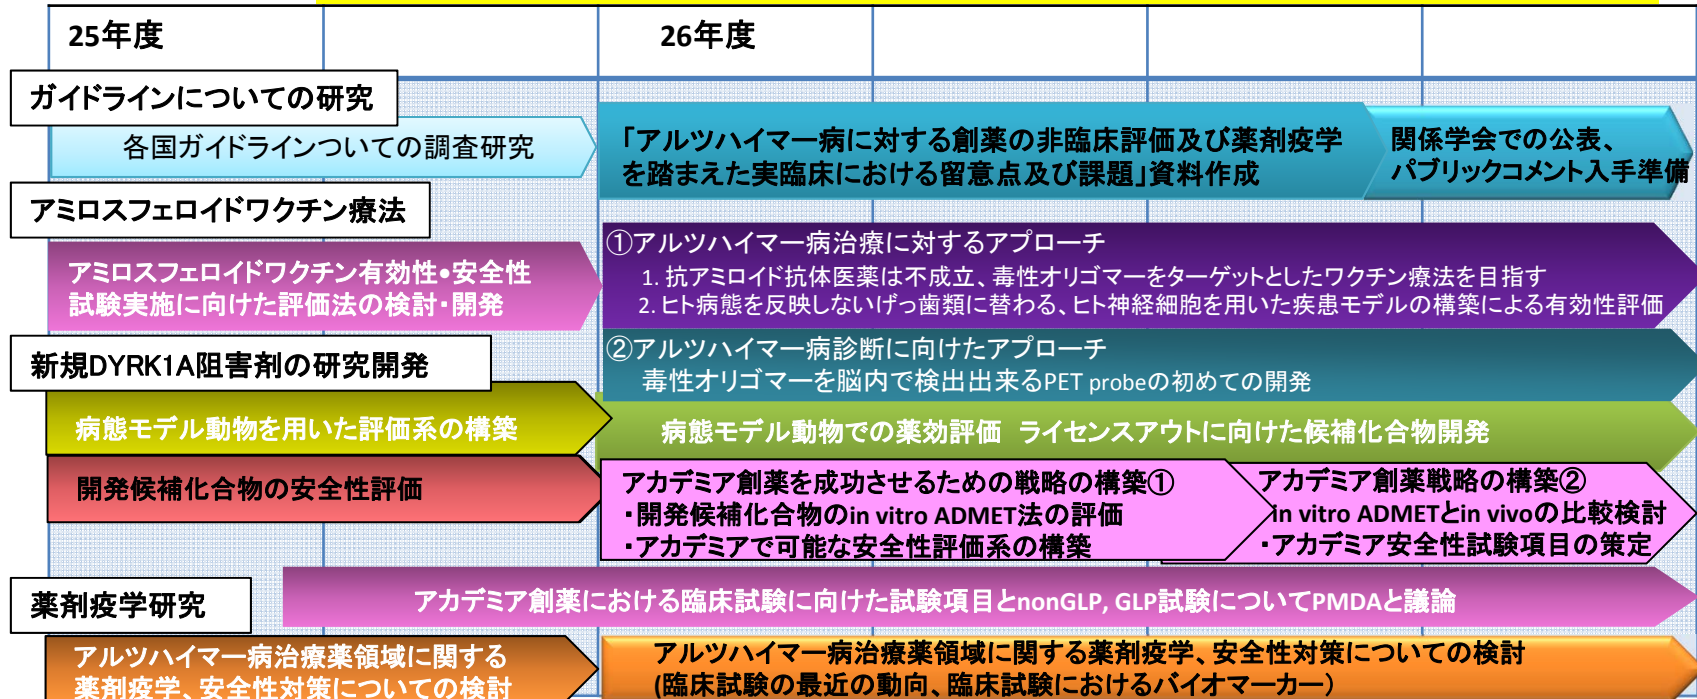 25年度
26年度
ガイドラインについての研究
各国ガイドラインついての調査研究
「アルツハイマー病に対する創薬の非臨床評価及び薬剤疫学
を踏まえた実臨床における留意点及び課題」資料作成
関係学会での公表、
パブリックコメント入手準備
アミロスフェロイドワクチン療法
アミロスフェロイドワクチン有効性•安全性
試験実施に向けた評価法の検討・開発
①アルツハイマー病治療に対するアプローチ
1. 抗アミロイド抗体医薬は不成立、毒性オリゴマーをターゲットとしたワクチン療法を目指す
2. ヒト病態を反映しないげっ歯類に替わる、ヒト神経細胞を用いた疾患モデルの構築による有効性評価
②アルツハイマー病診断に向けたアプローチ
毒性オリゴマーを脳内で検出出来るPET probeの初めての開発
新規DYRK1A阻害剤の研究開発
病態モデル動物を用いた評価系の構築
病態モデル動物での薬効評価 ライセンスアウトに向けた候補化合物開発
開発候補化合物の安全性評価
アカデミア創薬を成功させるための戦略の構築①
・開発候補化合物のin vitro ADMET法の評価
・アカデミアで可能な安全性評価系の構築
アカデミア創薬戦略の構築②
in vitro ADMETとin vivoの比較検討
・アカデミア安全性試験項目の策定
薬剤疫学研究
アカデミア創薬における臨床試験に向けた試験項目とnonGLP, GLP試験についてPMDAと議論
アルツハイマー病治療薬領域に関する
薬剤疫学、安全性対策についての検討
アルツハイマー病治療薬領域に関する薬剤疫学、安全性対策についての検討
(臨床試験の最近の動向、臨床試験におけるバイオマーカー)